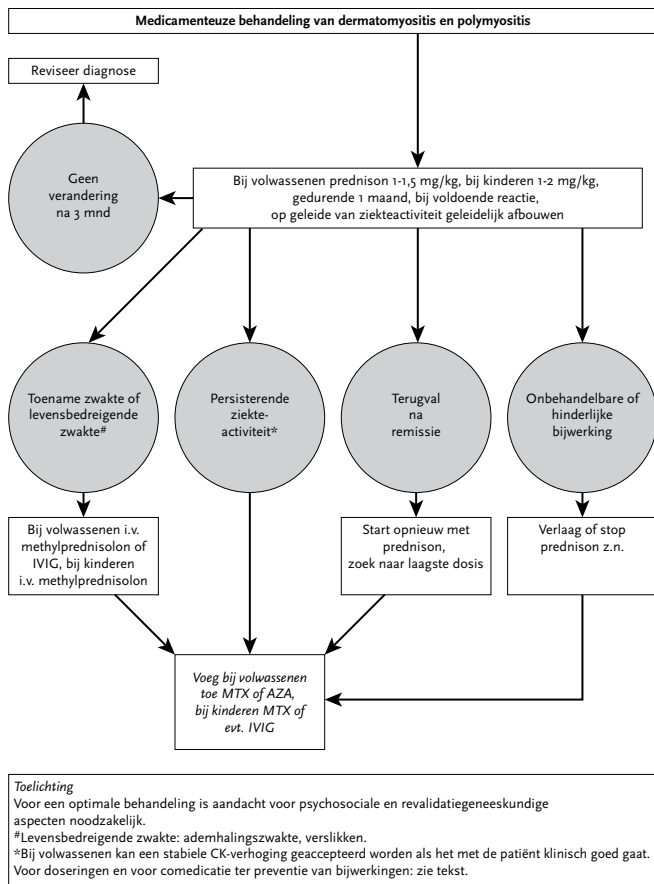 Medicamenteuze behandeling van dermatomyositis en polymyositis
Reviseer diagnose
Geen
verandering
na 3 mnd
Bij volwassenen prednison 1-1,5 mg/kg, bij kinderen 1-2 mg/kg,
gedurende 1 maand, bij voldoende reactie,
op geleide van ziekteactiviteit geleidelijk afbouwen
Toename zwakte of
levensbedreigende
zwakte#
Persisterende
ziekte-
activiteit*
Terugval
na
remissie
Onbehandelbare of
hinderlijke
bijwerking
Bij volwassenen i.v.
methylprednisolon of
IVIG, bij kinderen
i.v. methylprednisolon
Start opnieuw met
prednison,
zoek naar laagste dosis
Verlaag of stop
prednison z.n.
Voeg bij volwassenen
toe MTX of AZA,
bij kinderen MTX of
evt. IVIG
Toelichting
Voor een optimale behandeling is aandacht voor psychosociale en revalidatiegeneeskundige
aspecten noodzakelijk.
#Levensbedreigende zwakte: ademhalingszwakte, verslikken.
*Bij volwassenen kan een stabiele CK-verhoging geaccepteerd worden als het met de patiënt klinisch goed gaat.
Voor doseringen en voor comedicatie ter preventie van bijwerkingen: zie tekst.